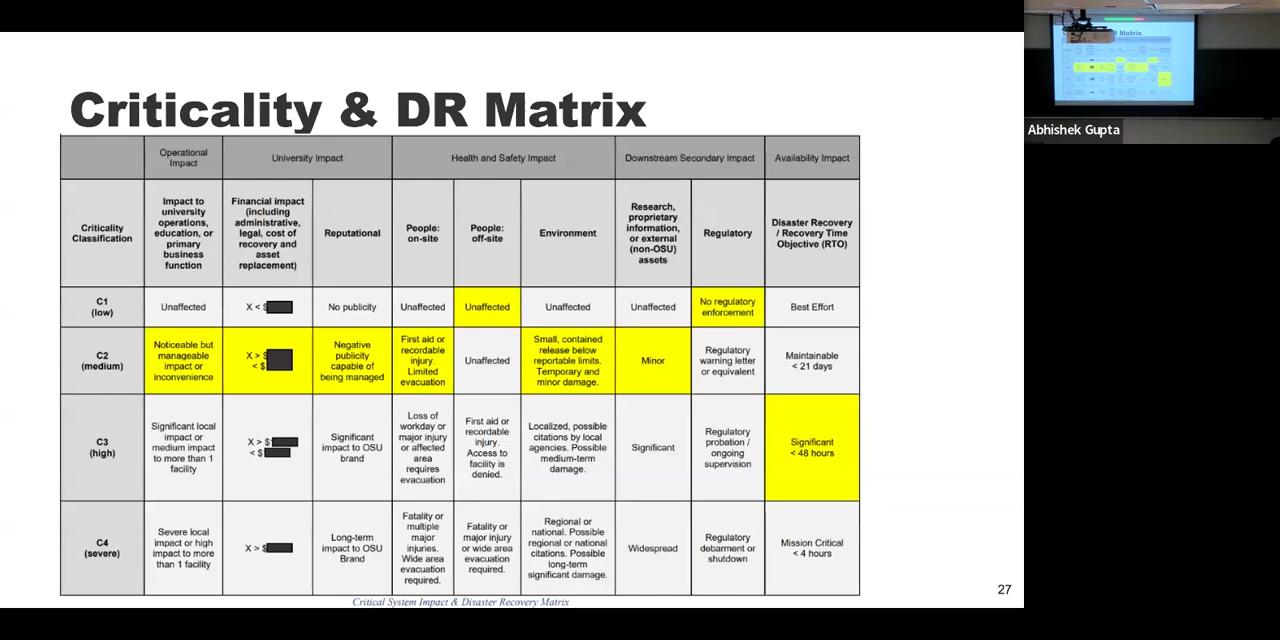 Criticality & DR Matrix
Operational
Impact
University Impact
Health and Safety Impact
Downstream Secondary Impact
Availability Impact
Criticality
Classification
Impact to
university
operations,
education, or
primary
business
function
Financial impact
(including
administrative,
legal, cost of
recovery and
asset
replacement)
Reputational
People:
on-site
People:
off-site
Environment
Research,
proprietary
information,
or external
(non-OSU)
assets
Regulatory
Disaster Recovery
/ Recovery Time
Objective (RTO)
C1
(low)
Unaffected
X < $
No publicity
Unaffected
Unaffected
Unaffected
Unaffected
No regulatory
enforcement
Best Effort
C2
(medium)
Noticeable but
manageable
impact or
inconvenience
X > $
< $
Negative
publicity
capable of
being managed
First aid or
recordable
injury.
Limited
evacuation
Unaffected
Small, contained
release below
reportable limits.
Temporary and
minor damage.
Minor
Regulatory
warning letter
or equivalent
Maintainable
< 21 days
C3
(high)
Significant local
impact or
medium impact
to more than 1
facility
X > $
< $
Significant
impact to OSU
brand
Loss of
workday or
major injury
or affected
area
requires
evacuation
First aid or
recordable
injury.
Access to
facility is
denied.
Localized, possible
citations by local
agencies. Possible
medium-term
damage.
Significant
Regulatory
probation /
ongoing
supervision
Significant
< 48 hours
C4
(severe)
Severe local
impact or high
impact to more
than 1 facility
X > $
Long-term
impact to OSU
Brand
Fatality or
multiple
major
injuries.
Wide area
evacuation
required.
Fatality or
major injury
or wide area
evacuation
required.
Regional or
national. Possible
regional or national
citations. Possible
long-term
significant damage.
Widespread
Regulatory
debarment or
shutdown
Mission Critical
< 4 hours
Critical System Impact & Disaster Recovery Matrix
27
Matrix
Abhishek Gupta